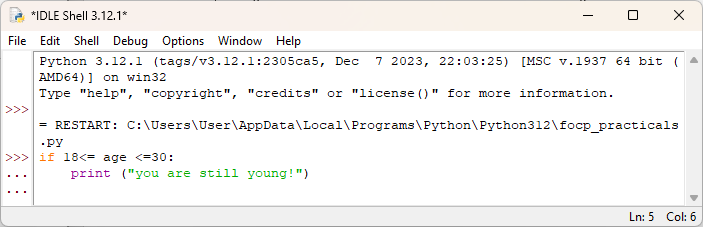 *IDLE Shell 3.12.1*
File Edit Shell Debug Options Window Help
Python 3.12.1 (tags/v3.12.1:2305ca5, Dec  7 2023, 22:03:25) [MSC v.1937 64 bit (
AMD64)] on win32
Type "help", "copyright", "credits" or "license()" for more information.
>>>
= RESTART: C:\Users\User\AppData\Local\Programs\Python\Python312\focp_practicals
.py
>>> if 18<= age <=30:
...     print ("you are still young!")
...
Ln: 5 Col: 6